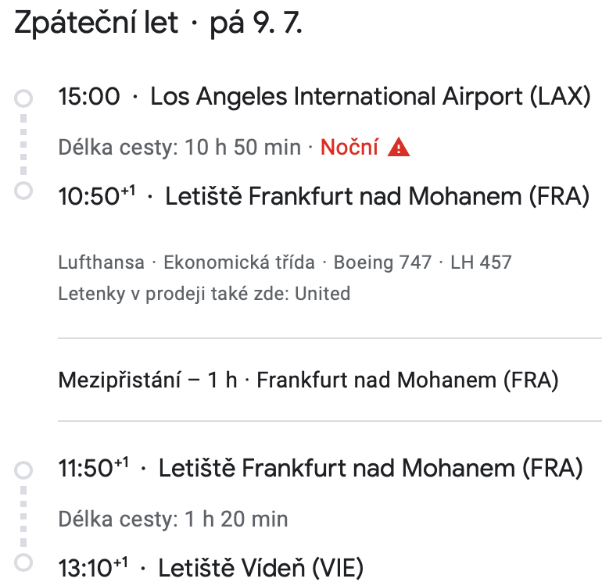 Zpáteční let · pá 9. 7.
15:00 · Los Angeles International Airport (LAX)
Délka cesty: 10 h 50 min · Noční
10:50+1 · Letiště Frankfurt nad Mohanem (FRA)
Lufthansa · Ekonomická třída · Boeing 747 · LH 457
Letenky v prodeji také zde: United
Mezipřistání – 1 h · Frankfurt nad Mohanem (FRA)
11:50+1 · Letiště Frankfurt nad Mohanem (FRA)
Délka cesty: 1 h 20 min
13:10+1 · Letiště Vídeň (VIE)